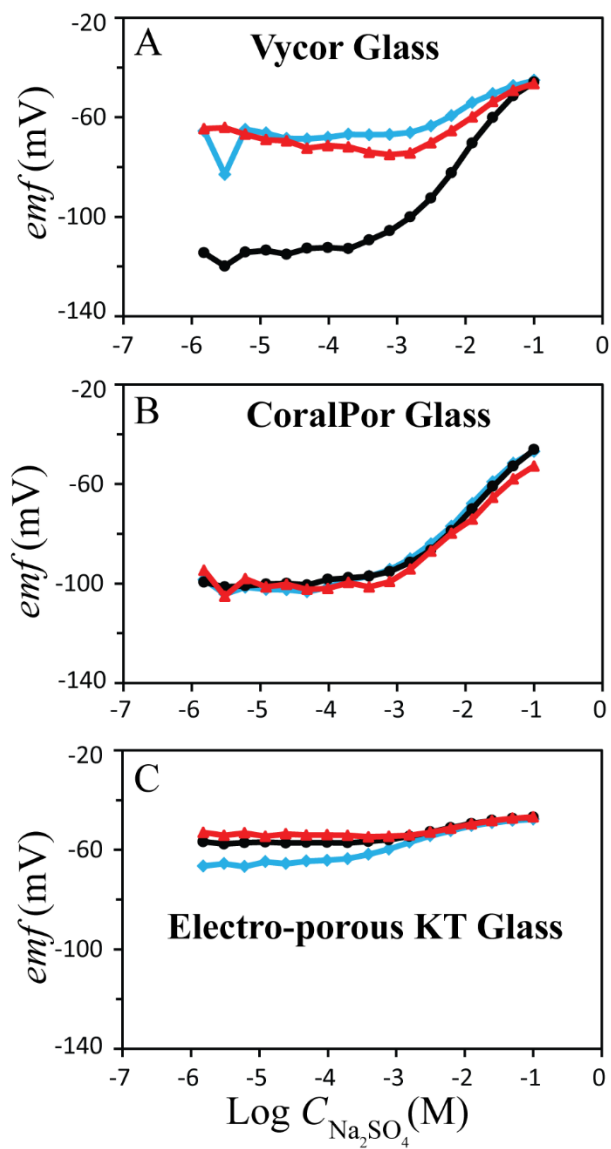 -20
A
Vycor Glass
-60
emf (mV)
-100
-140
-7 -6 -5 -4 -3 -2 -1 0
-20
B
CoralPor Glass
-60
emf (mV)
-100
-140
-7 -6 -5 -4 -3 -2 -1 0
-20
C
-60
emf (mV)
Electro-porous KT Glass
-100
-140
-7 -6 -5 -4 -3 -2 -1 0
Log C Na₂SO₄ (M)